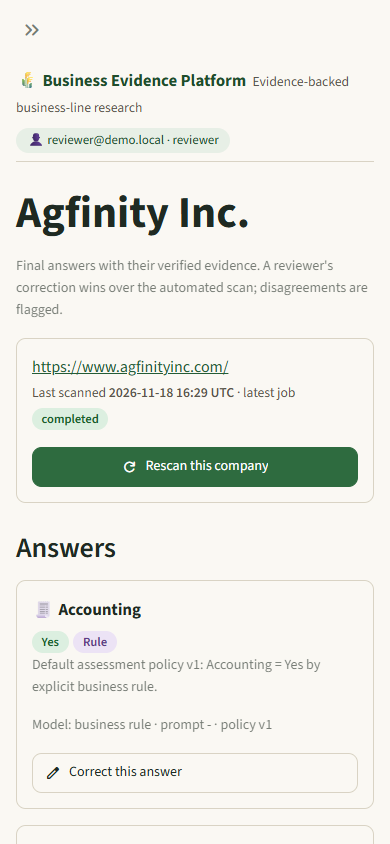 Business Evidence Platform Evidence-backed
business-line research
reviewer@demo.local · reviewer
Agfinity Inc.
Final answers with their verified evidence. A reviewer's
correction wins over the automated scan; disagreements are
flagged.
https://www.agfinityinc.com/
Last scanned 2026-11-18 16:29 UTC · latest job
completed
Rescan this company
Answers
Accounting
Yes Rule
Default assessment policy v1: Accounting = Yes by
explicit business rule.
Model: business rule · prompt - · policy v1
Correct this answer